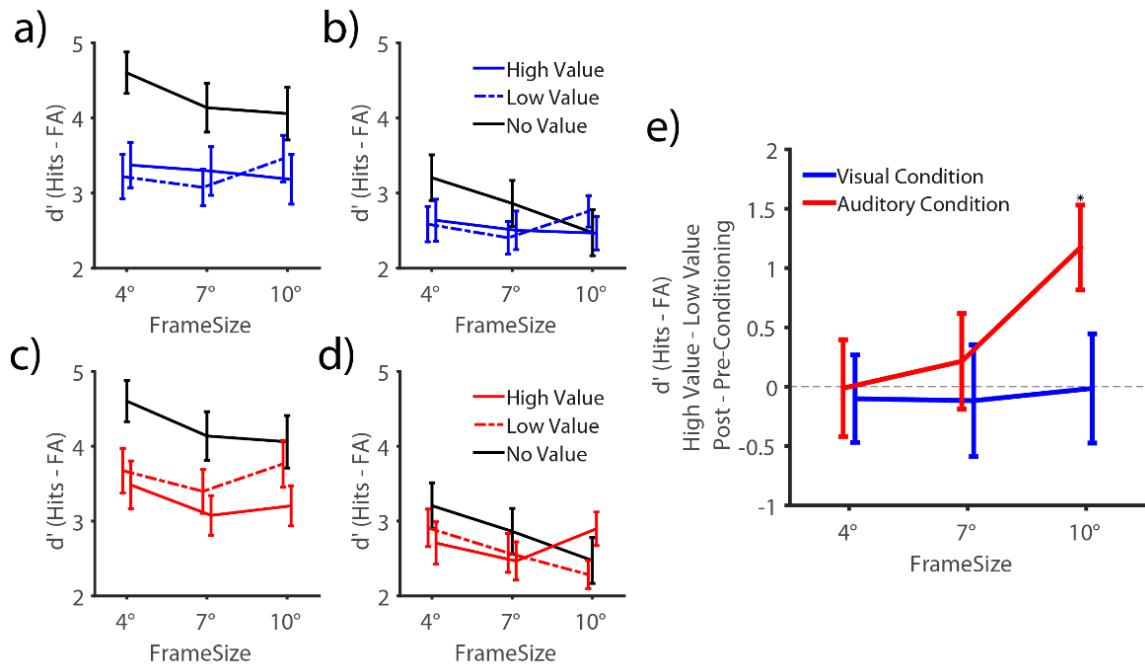 a)
5
4
3
2
d' (Hits - FA)
4°
7°
10°
FrameSize
b)
5
4
3
2
d' (Hits - FA)
High Value
Low Value
No Value
4°
7°
10°
FrameSize
c)
5
4
3
2
d' (Hits - FA)
4°
7°
10°
FrameSize
d)
5
4
3
2
d' (Hits - FA)
High Value
Low Value
No Value
4°
7°
10°
FrameSize
e)
2
1.5
1
0.5
0
-0.5
-1
d' (Hits - FA)
High Value - Low Value
Post - Pre-Conditioning
Visual Condition
Auditory Condition
*
4°
7°
10°
FrameSize